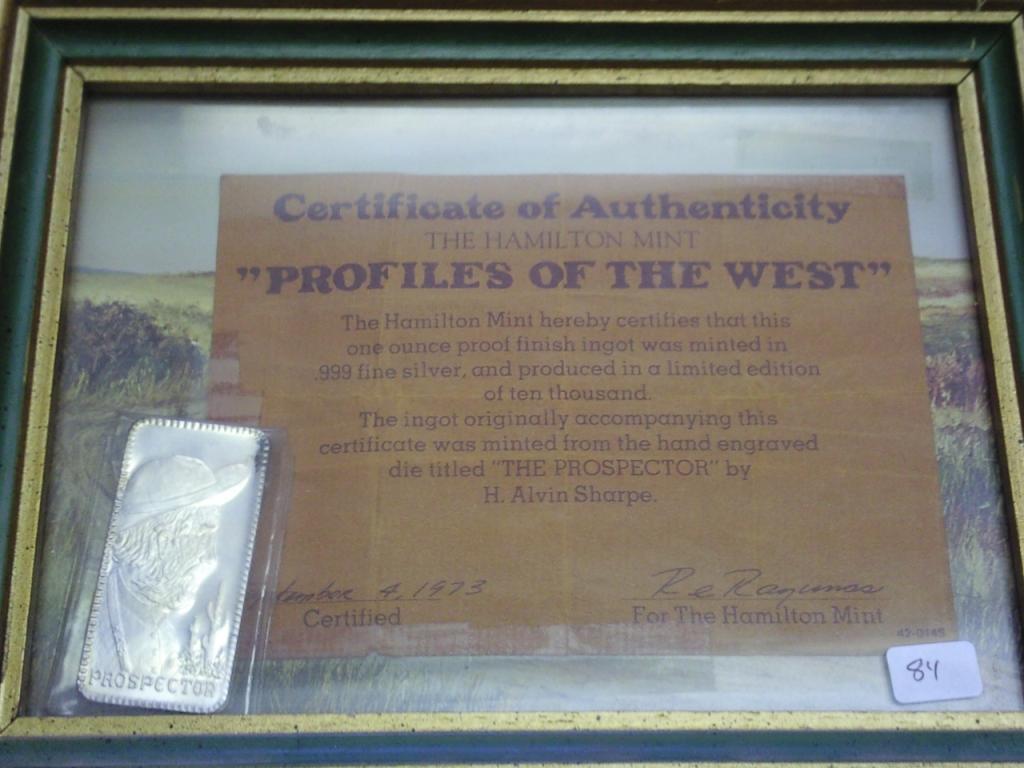 Certificate of Authenticity
THE HAMILTON MINT
"PROFILES OF THE WEST"
The Hamilton Mint hereby certifies that this
one ounce proof finish ingot was minted in
.999 fine silver, and produced in a limited edition
of ten thousand.
The ingot originally accompanying this
certificate was minted from the hand engraved
die titled "THE PROSPECTOR" by
H. Alvin Sharpe.
tember 4, 1973
Certified
For The Hamilton Mint
42-0145
84
PROSPECTOR